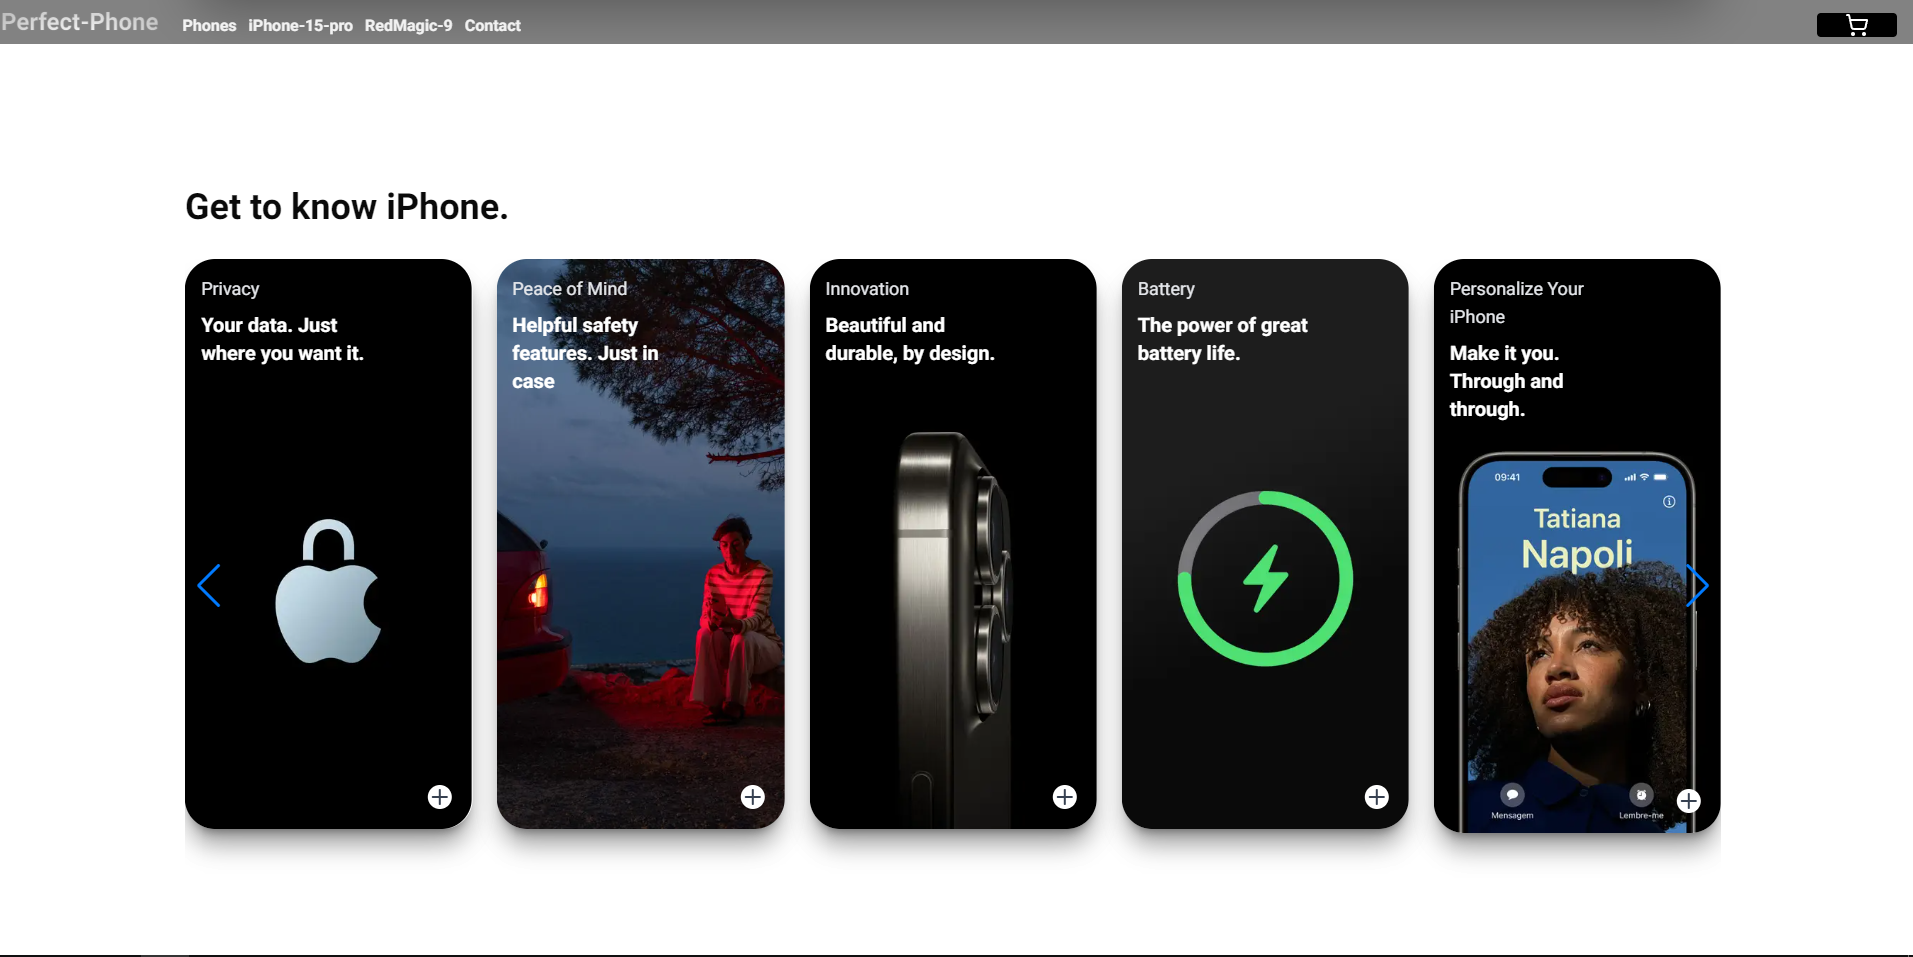 Perfect-Phone Phones iPhone-15-pro RedMagic-9 Contact
Get to know iPhone.
Privacy
Your data. Just
where you want it.
Peace of Mind
Helpful safety
features. Just in
case
Innovation
Beautiful and
durable, by design.
Battery
The power of great
battery life.
Personalize Your
iPhone
Make it you.
Through and
through.
09:41
Tatiana
Napoli
Mensagem Lembre-me